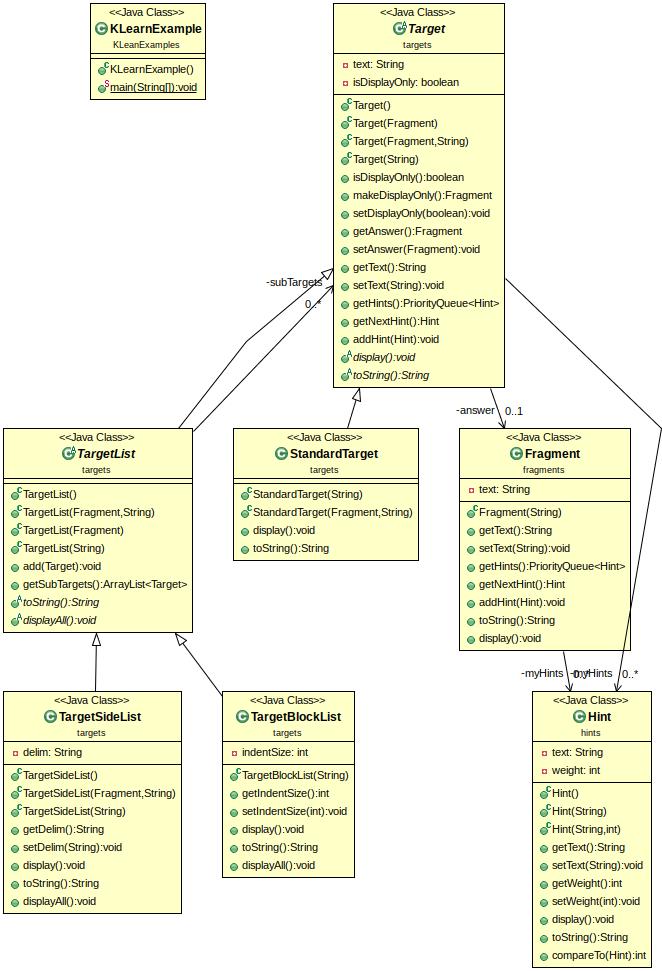 <<Java Class>>
KLearnExample
KLeanExamples
KLearnExample()
main(String[]):void
<<Java Class>>
Target
targets
text: String
isDisplayOnly: boolean
Target()
Target(Fragment)
Target(Fragment,String)
Target(String)
isDisplayOnly():boolean
makeDisplayOnly():Fragment
setDisplayOnly(boolean):void
getAnswer():Fragment
setAnswer(Fragment):void
getText():String
setText(String):void
getHints():PriorityQueue<Hint>
getNextHint():Hint
addHint(Hint):void
display():void
toString():String
-subTargets
0..*
-answer 0..1
<<Java Class>>
TargetList
targets
TargetList()
TargetList(Fragment,String)
TargetList(Fragment)
TargetList(String)
add(Target):void
getSubTargets():ArrayList<Target>
toString():String
displayAll():void
<<Java Class>>
StandardTarget
targets
StandardTarget(String)
StandardTarget(Fragment,String)
display():void
toString():String
<<Java Class>>
Fragment
fragments
text: String
Fragment(String)
getText():String
setText(String):void
getHints():PriorityQueue<Hint>
getNextHint():Hint
addHint(Hint):void
toString():String
display():void
-myHints 0..*
-myHints 0..*
<<Java Class>>
TargetSideList
targets
delim: String
TargetSideList()
TargetSideList(Fragment,String)
TargetSideList(String)
getDelim():String
setDelim(String):void
display():void
toString():String
displayAll():void
<<Java Class>>
TargetBlockList
targets
indentSize: int
TargetBlockList(String)
getIndentSize():int
setIndentSize(int):void
display():void
toString():String
displayAll():void
<<Java Class>>
Hint
hints
text: String
weight: int
Hint()
Hint(String)
Hint(String,int)
getText():String
setText(String):void
getWeight():int
setWeight(int):void
display():void
toString():String
compareTo(Hint):int